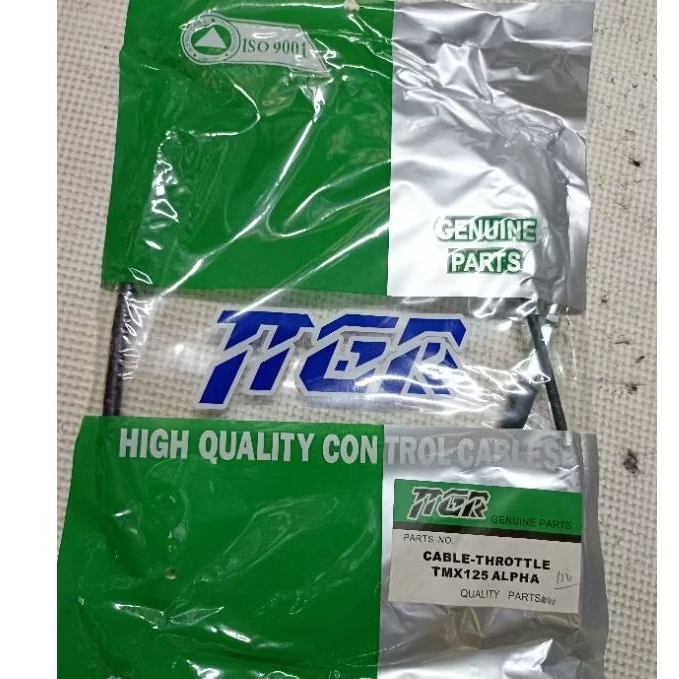 ISO 9001
GENUINE
PARTS
TGR
HIGH QUALITY CONTROL CABLES
TGR
GENUINE PARTS
PARTS NO.
CABLE-THROTTLE
TMX125 ALPHA
QUALITY PARTS